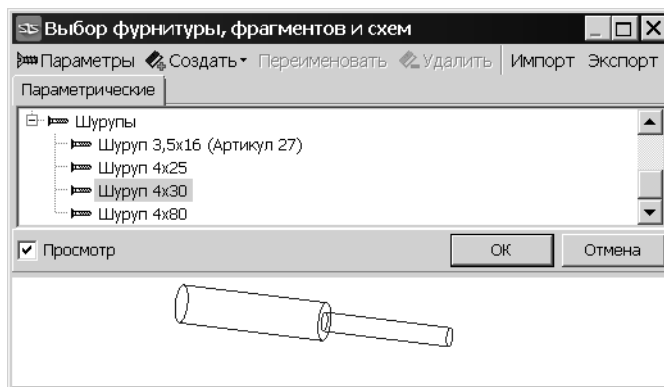 Выбор фурнитуры, фрагментов и схем
Параметры Создать Переименовать Удалить Импорт Экспорт
Параметрические
Шурупы
Шуруп 3,5x16 (Артикул 27)
Шуруп 4x25
Шуруп 4x30
Шуруп 4x80
Просмотр ОК Отмена